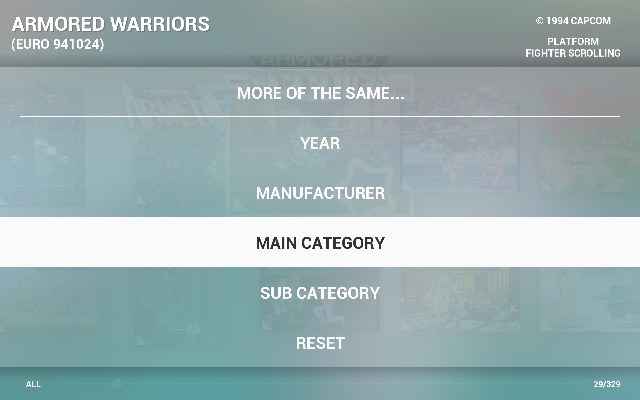 ARMORED WARRIORS
(EURO 941024)
© 1994 CAPCOM
PLATFORM
FIGHTER SCROLLING
ARMORED
MORE OF THE SAME...
YEAR
MANUFACTURER
MAIN CATEGORY
SUB CATEGORY
RESET
ALL
29/329